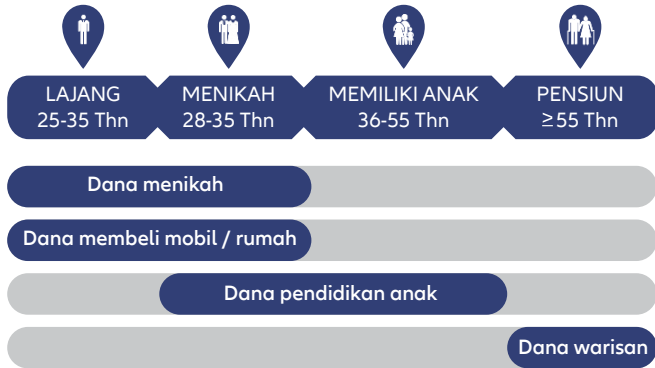 LAJANG
25-35 Thn
MENIKAH
28-35 Thn
MEMILIKI ANAK
36-55 Thn
PENSIUN
≥55 Thn
Dana menikah
Dana membeli mobil / rumah
Dana pendidikan anak
Dana warisan